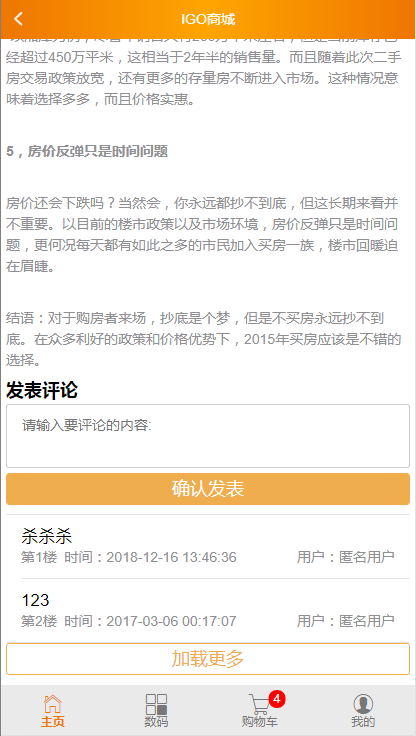 IGO商城
经超过450万平米，这相当于2年半的销售量。而且随着此次二手
房交易政策放宽，还有更多的存量房不断进入市场。这种情况意
味着选择多多，而且价格实惠。
5，房价反弹只是时间问题
房价还会下跌吗？当然会，你永远都抄不到底，但这长期来看并
不重要。以目前的楼市政策以及市场环境，房价反弹只是时间问
题，更何况每天都有如此之多的市民加入买房一族，楼市回暖迫
在眉睫。
结语：对于购房者来场，抄底是个梦，但是不买房永远抄不到
底。在众多利好的政策和价格优势下，2015年买房应该是不错的
选择。
发表评论
请输入要评论的内容:
确认发表
杀杀杀
第1楼 时间：2018-12-16 13:46:36 用户：匿名用户
123
第2楼 时间：2017-03-06 00:17:07 用户：匿名用户
加载更多
4
主页 数码 购物车 我的